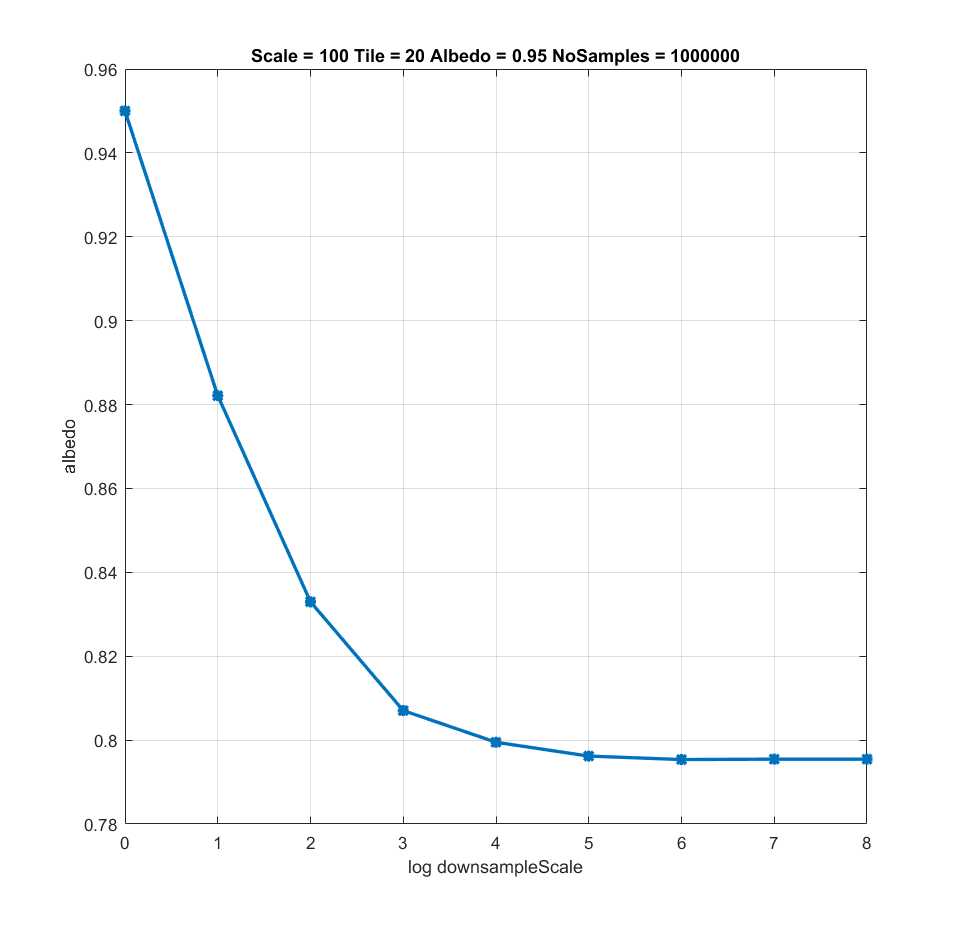 Scale = 100 Tile = 20 Albedo = 0.95 NoSamples = 1000000
0.96
0.94
0.92
0.9
0.88
albedo
0.86
0.84
0.82
0.8
0.78
0 1 2 3 4 5 6 7 8
log downsampleScale